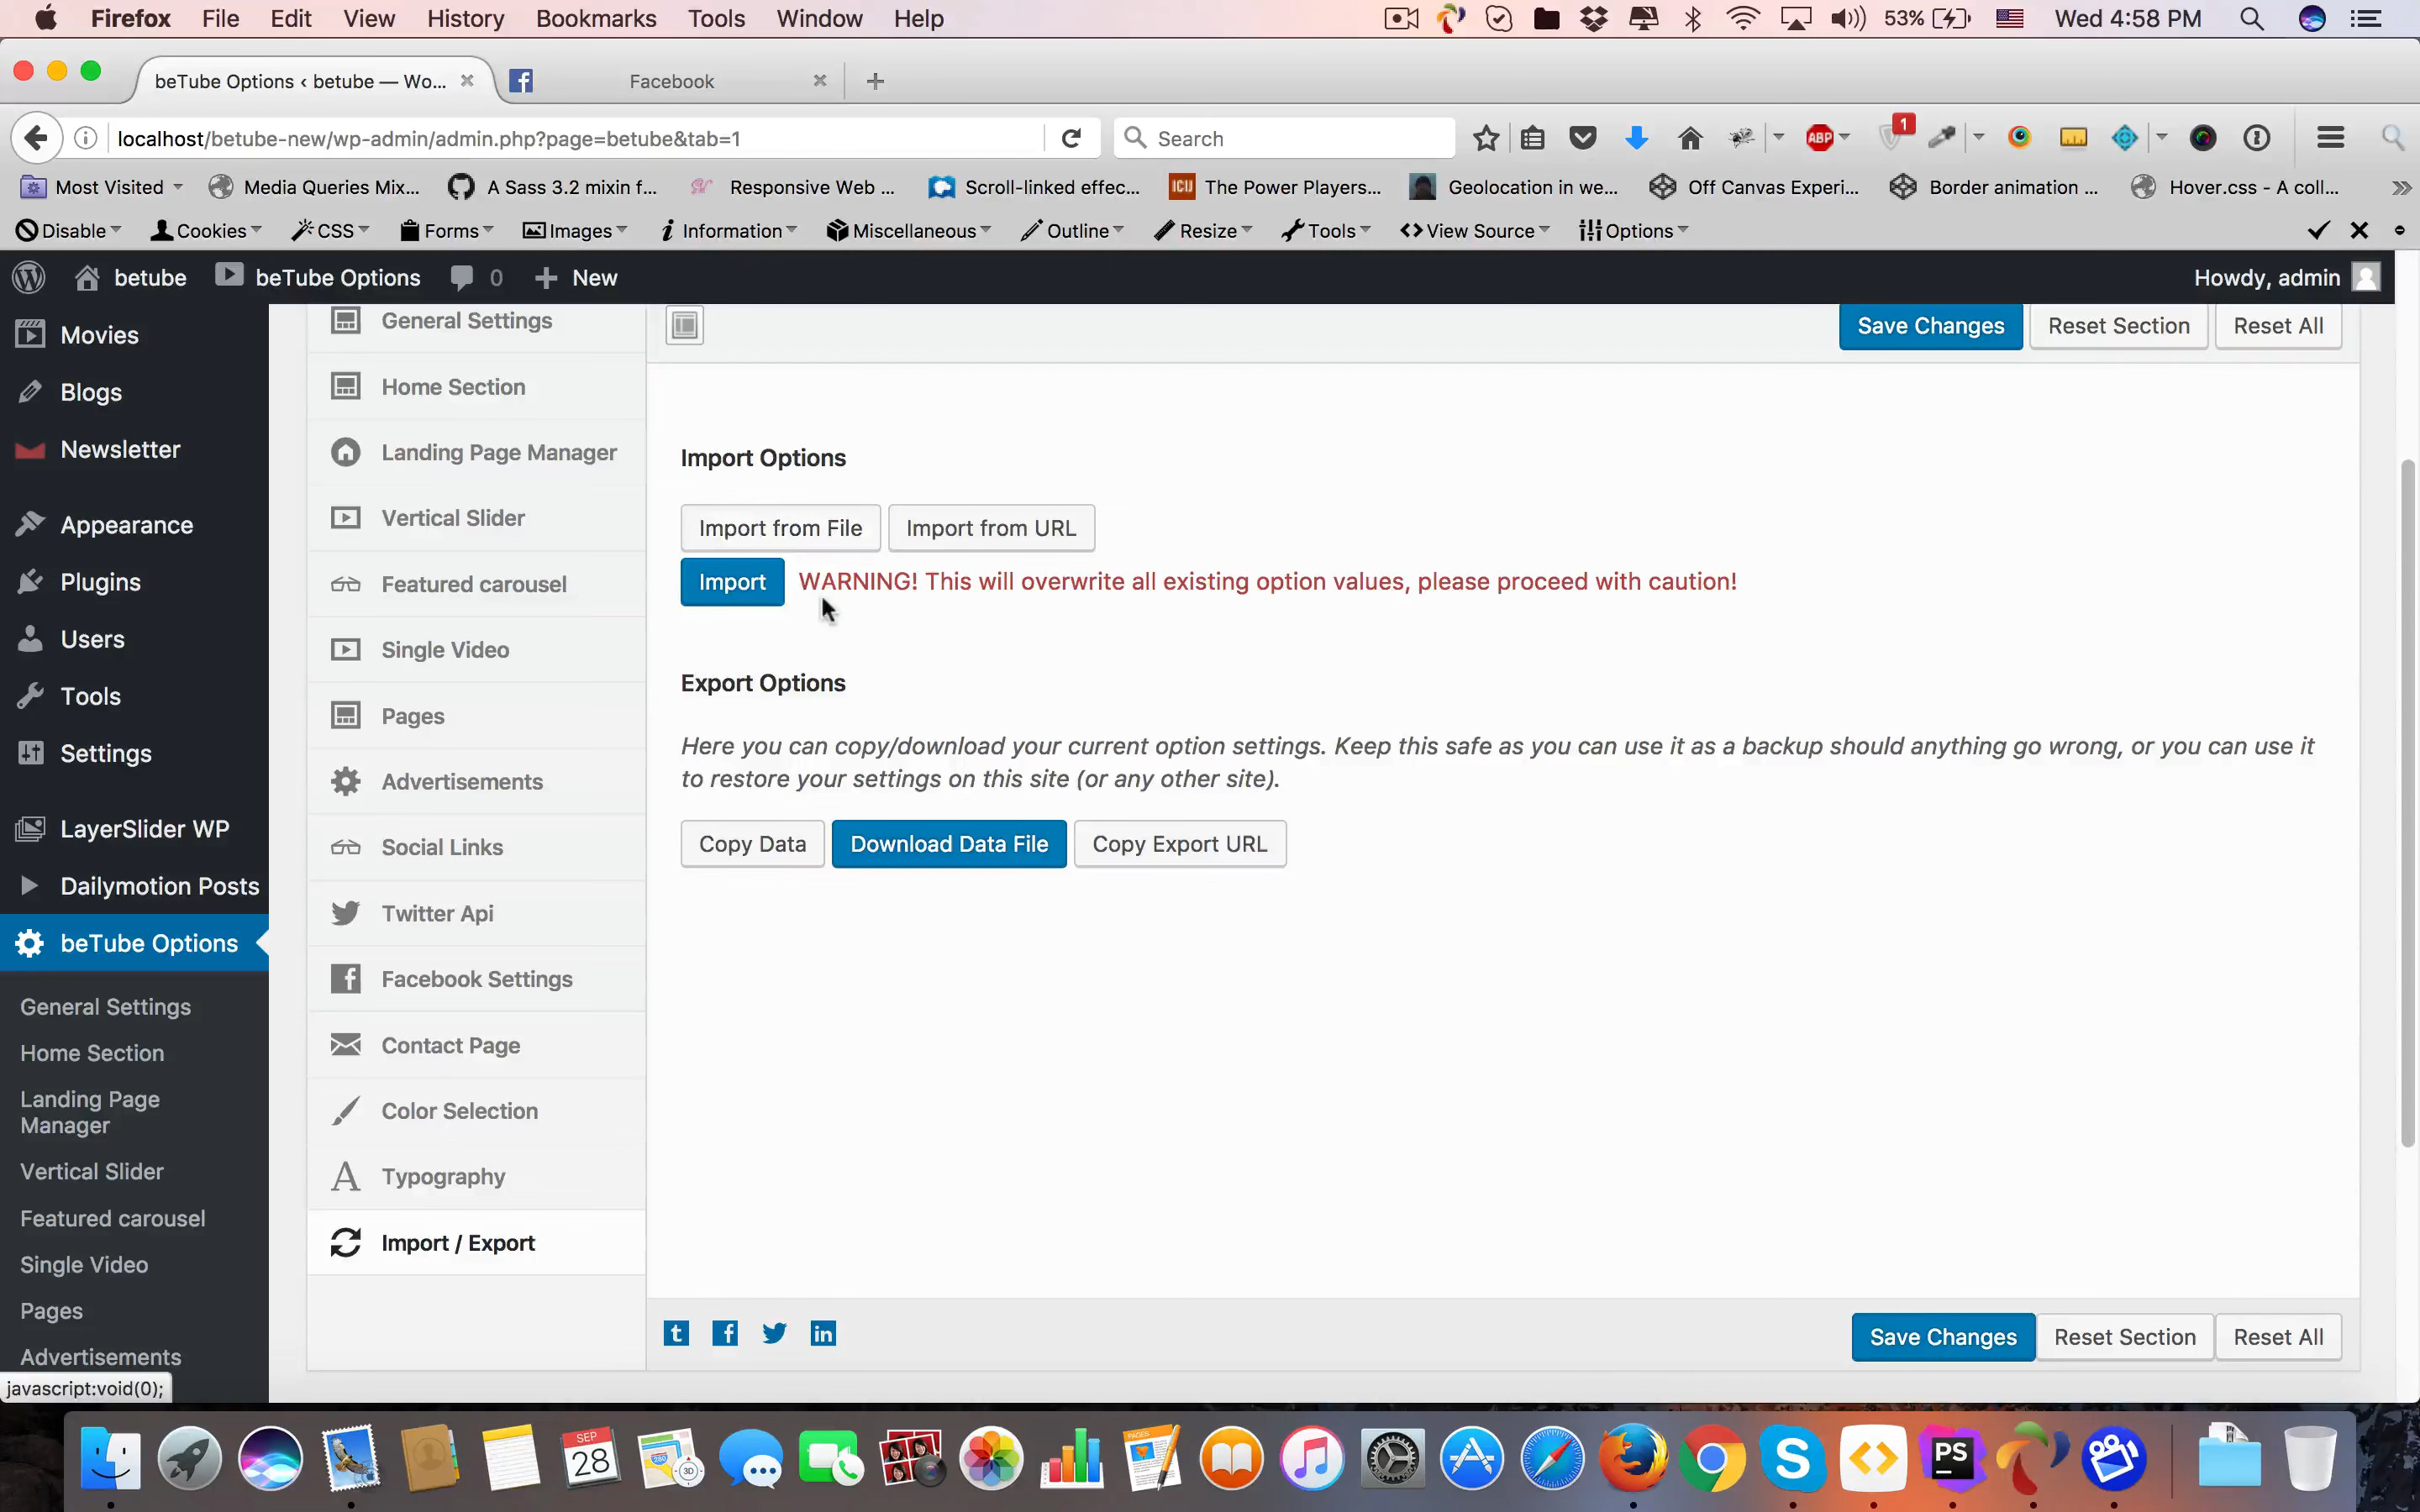 Firefox File Edit View History Bookmarks Tools Window Help 53% Wed 4:58 PM
beTube Options ‹ betube — Wo... Facebook
localhost/betube-new/wp-admin/admin.php?page=betube&tab=1 Search ABP 1
Most Visited Media Queries Mix... A Sass 3.2 mixin f... Responsive Web ... Scroll-linked effec... ICU The Power Players... Geolocation in we... Off Canvas Experi... Border animation ... Hover.css - A coll...
Disable Cookies CSS Forms Images Information Miscellaneous Outline Resize Tools View Source Options
betube beTube Options 0 New Howdy, admin
Movies
Blogs
Newsletter
Appearance
Plugins
Users
Tools
Settings
LayerSlider WP
Dailymotion Posts
beTube Options
General Settings
Home Section
Landing Page
Manager
Vertical Slider
Featured carousel
Single Video
Pages
Advertisements
javascript:void(0);
General Settings
Home Section
Landing Page Manager
Vertical Slider
Featured carousel
Single Video
Pages
Advertisements
Social Links
Twitter Api
Facebook Settings
Contact Page
Color Selection
Typography
Import / Export
Save Changes Reset Section Reset All
Import Options
Import from File Import from URL
Import WARNING! This will overwrite all existing option values, please proceed with caution!
Export Options
Here you can copy/download your current option settings. Keep this safe as you can use it as a backup should anything go wrong, or you can use it
to restore your settings on this site (or any other site).
Copy Data Download Data File Copy Export URL
Save Changes Reset Section Reset All
SEP
28
3D
PAGES
PS